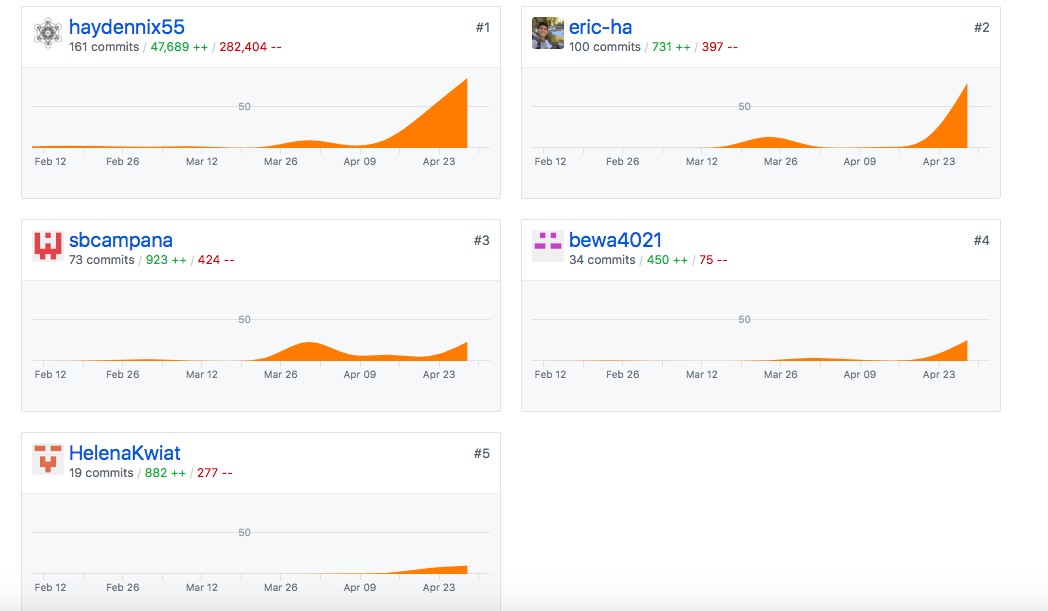 haydennix55 #1
161 commits / 47,689 ++ / 282,404 --
50
Feb 12 Feb 26 Mar 12 Mar 26 Apr 09 Apr 23
eric-ha #2
100 commits / 731 ++ / 397 --
50
Feb 12 Feb 26 Mar 12 Mar 26 Apr 09 Apr 23
sbcampana #3
73 commits / 923 ++ / 424 --
50
Feb 12 Feb 26 Mar 12 Mar 26 Apr 09 Apr 23
bewa4021 #4
34 commits / 450 ++ / 75 --
50
Feb 12 Feb 26 Mar 12 Mar 26 Apr 09 Apr 23
HelenaKwiat #5
19 commits / 882 ++ / 277 --
50
Feb 12 Feb 26 Mar 12 Mar 26 Apr 09 Apr 23